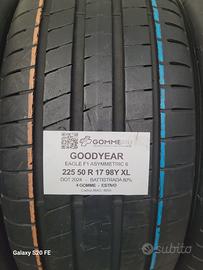 GOMME
GOODYEAR
EAGLE F1 ASYMMETRIC 6
225 50 R 17 98Y XL
DOT 2024 - BATTISTRADA 80%
4 GOMME - ESTIVO
Galaxy S20 FE
subito